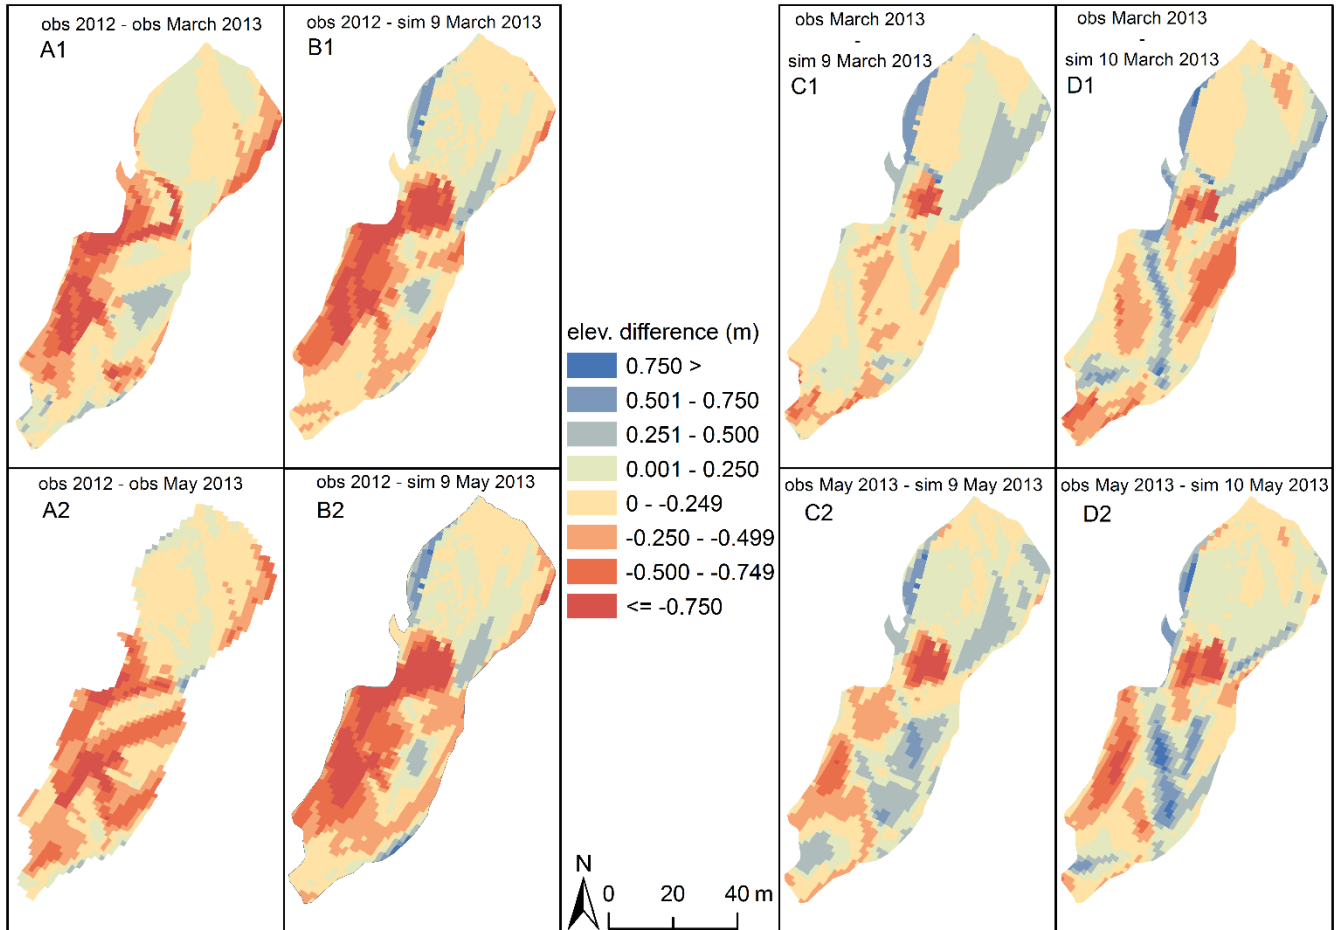 obs 2012 - obs March 2013
A1
obs 2012 - sim 9 March 2013
B1
obs March 2013
-
sim 9 March 2013
C1
obs March 2013
-
sim 10 March 2013
D1
elev. difference (m)
0.750 >
0.501 - 0.750
0.251 - 0.500
0.001 - 0.250
0 - -0.249
-0.250 - -0.499
-0.500 - -0.749
<= -0.750
obs 2012 - obs May 2013
A2
obs 2012 - sim 9 May 2013
B2
obs May 2013 - sim 9 May 2013
C2
obs May 2013 - sim 10 May 2013
D2
N
0 20 40 m